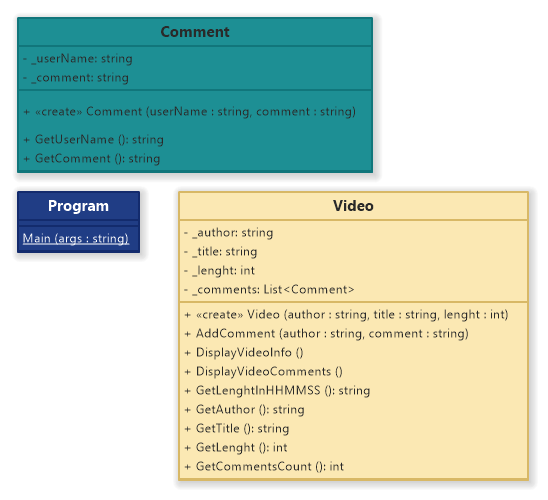 Comment
- _userName: string
- _comment: string
+ «create» Comment (userName : string, comment : string)
+ GetUserName (): string
+ GetComment (): string
Program
Main (args : string)
Video
- _author: string
- _title: string
- _lenght: int
- _comments: List<Comment>
+ «create» Video (author : string, title : string, lenght : int)
+ AddComment (author : string, comment : string)
+ DisplayVideoInfo ()
+ DisplayVideoComments ()
+ GetLenghtInHHMMSS (): string
+ GetAuthor (): string
+ GetTitle (): string
+ GetLenght (): int
+ GetCommentsCount (): int